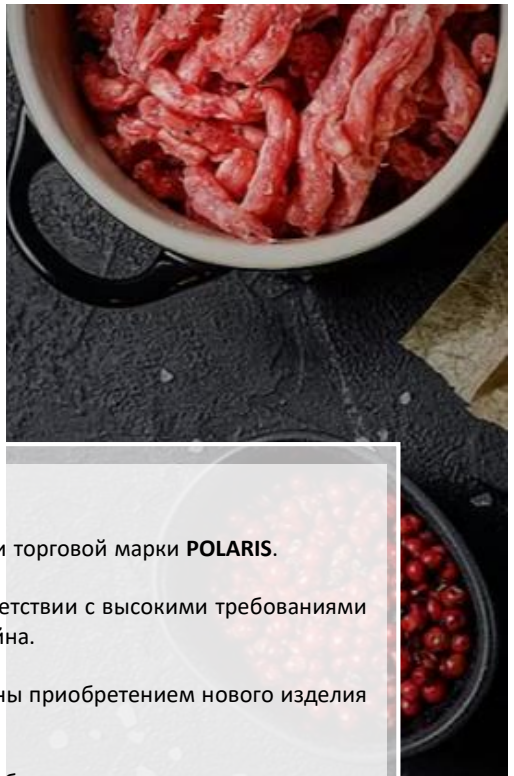 и торговой марки POLARIS.
етствии с высокими требованиями
йна.
ны приобретением нового изделия